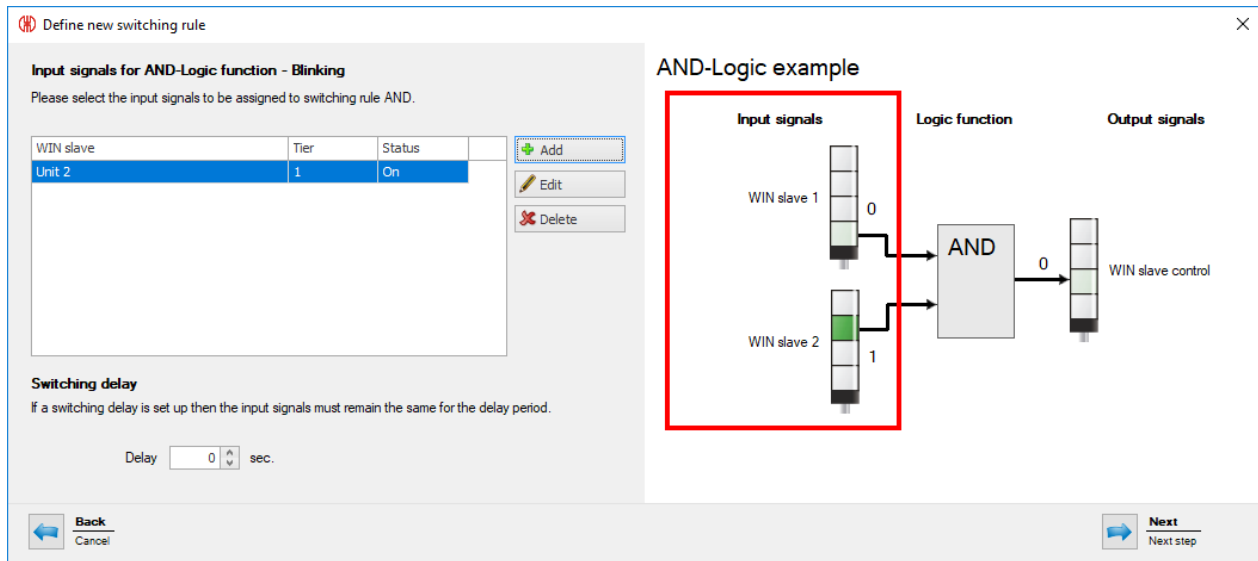 Define new switching rule
Input signals for AND-Logic function - Blinking
Please select the input signals to be assigned to switching rule AND.
WIN slave Tier Status
Unit 2 1 On
Add
Edit
Delete
Switching delay
If a switching delay is set up then the input signals must remain the same for the delay period.
Delay 0 sec.
AND-Logic example
Input signals Logic function Output signals
WIN slave 1
0
AND
0
WIN slave control
WIN slave 2
1
Back
Cancel
Next
Next step